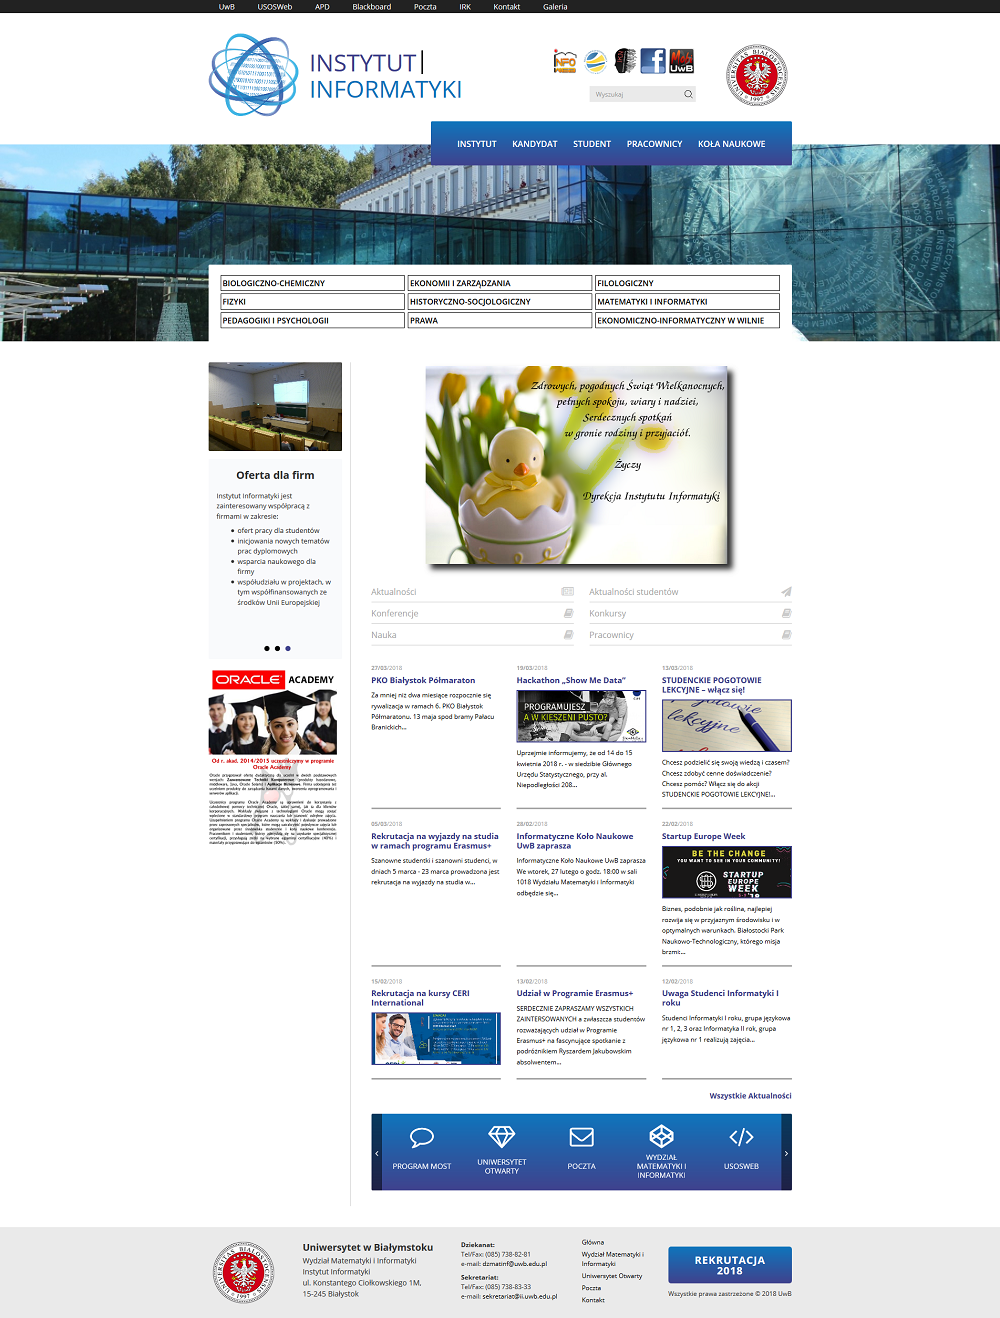 UwB USOSWeb APD Blackboard Poczta IRK Kontakt Galeria
INSTYTUT
INFORMATYKI
INFO
UwB
Wyszukaj
UNIVERSITAS BIALOSTOCENSIS
1997
INSTYTUT KANDYDAT STUDENT PRACOWNICY KOŁA NAUKOWE
BIOLOGICZNO-CHEMICZNY EKONOMII I ZARZĄDZANIA FILOLOGICZNY
FIZYKI HISTORYCZNO-SOCJOLOGICZNY MATEMATYKI I INFORMATYKI
PEDAGOGIKI I PSYCHOLOGII PRAWA EKONOMICZNO-INFORMATYCZNY W WILNIE
Zdrowych, pogodnych Świąt Wielkanocnych,
pełnych spokoju, wiary i nadziei,
Serdecznych spotkań
w gronie rodziny i przyjaciół.
Życzy
Dyrekcja Instytutu Informatyki
Oferta dla firm
Instytut Informatyki jest
zainteresowany współpracą z
firmami w zakresie:
ofert pracy dla studentów
inicjowania nowych tematów
prac dyplomowych
wsparcia naukowego dla
firmy
współudziału w projektach, w
tym współfinansowanych ze
środków Unii Europejskiej
ORACLE ACADEMY
Od r. akad. 2014/2015 uczestniczymy w programie
Oracle Academy
Aktualności Aktualności studentów
Konferencje Konkursy
Nauka Pracownicy
27/03/2018
PKO Białystok Półmaraton
Za mniej niż dwa miesiące rozpocznie się
rywalizacja w ramach 6. PKO Białystok
Półmaratonu. 13 maja spod bramy Pałacu
Branickich...
19/03/2018
Hackathon „Show Me Data”
PROGRAMUJESZ
A W KIESZENI PUSTO?
Uprzejmie informujemy, że od 14 do 15
kwietnia 2018 r. - w siedzibie Głównego
Urzędu Statystycznego, przy al.
Niepodległości 208...
13/03/2018
STUDENCKIE POGOTOWIE
LEKCYJNE – włącz się!
lekcyjne
Chcesz podzielić się swoją wiedzą i czasem?
Chcesz zdobyć cenne doświadczenie?
Chcesz pomóc? Włącz się do akcji
STUDENCKIE POGOTOWIE LEKCYJNE!...
05/03/2018
Rekrutacja na wyjazdy na studia
w ramach programu Erasmus+
Szanowne studentki i szanowni studenci, w
dniach 5 marca - 23 marca prowadzona jest
rekrutacja na wyjazdy na studia w...
28/02/2018
Informatyczne Koło Naukowe
UwB zaprasza
Informatyczne Koło Naukowe UwB zaprasza
We wtorek, 27 lutego o godz. 18:00 w sali
1018 Wydziału Matematyki i Informatyki
odbędzie się...
22/02/2018
Startup Europe Week
BE THE CHANGE
YOU WANT TO SEE IN YOUR COMMUNITY!
STARTUP
EUROPE
WEEK
Biznes, podobnie jak roślina, najlepiej
rozwija się w przyjaznym środowisku i w
optymalnych warunkach. Białostocki Park
Naukowo-Technologiczny, którego misją
brzmi:...
15/02/2018
Rekrutacja na kursy CERI
International
CERI
13/02/2018
Udział w Programie Erasmus+
SERDECZNIE ZAPRASZAMY WSZYSTKICH
ZAINTERSOWANYCH a zwłaszcza studentów
rozważających udział w Programie
Erasmus+ na fascynujące spotkanie z
podróżnikiem Ryszardem Jakubowskim
absolwentem...
12/02/2018
Uwaga Studenci Informatyki I
roku
Studenci Informatyki I roku, grupa językowa
nr 1, 2, 3 oraz Informatyka II rok, grupa
językowa nr 1 realizują zajęcia...
Wszystkie Aktualności
PROGRAM MOST
UNIWERSYTET
OTWARTY
POCZTA
WYDZIAŁ
MATEMATYKI I
INFORMATYKI
USOSWEB
UNIVERSITAS BIALOSTOCENSIS
1997
Uniwersytet w Białymstoku
Wydział Matematyki i Informatyki
Instytut Informatyki
ul. Konstantego Ciołkowskiego 1M,
15-245 Białystok
Dziekanat:
Tel/Fax: (085) 738-82-81
e-mail: dzmatinf@uwb.edu.pl
Sekretariat:
Tel/Fax: (085) 738-83-33
e-mail: sekretariat@ii.uwb.edu.pl
Główna
Wydział Matematyki i
Informatyki
Uniwersytet Otwarty
Poczta
Kontakt
REKRUTACJA
2018
Wszystkie prawa zastrzeżone © 2018 UwB